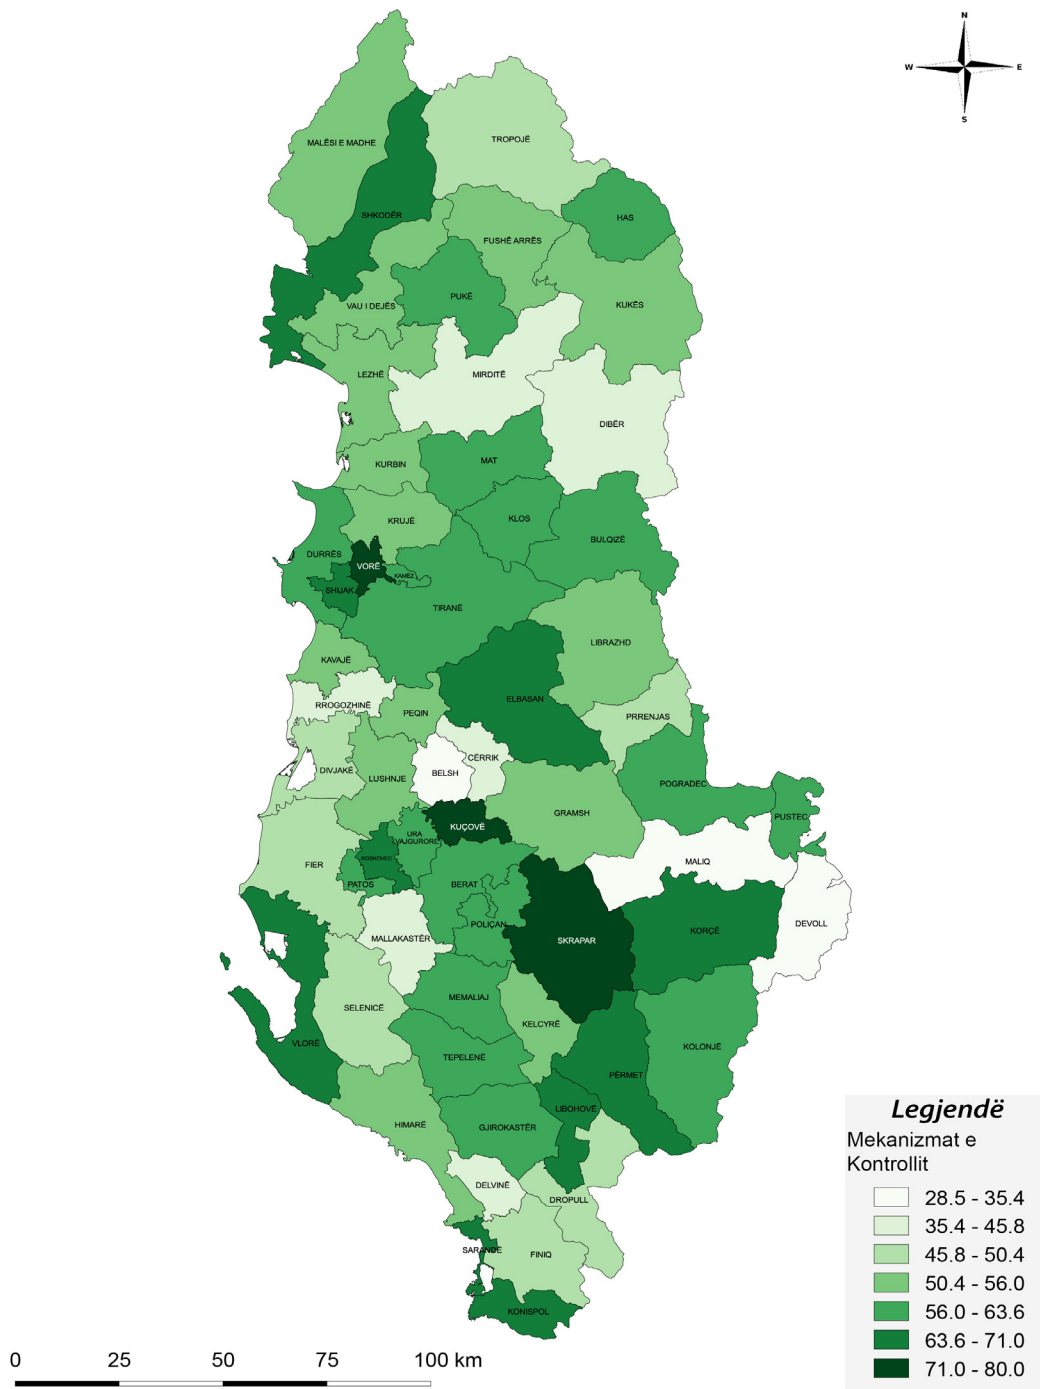 N
W E
S
MALËSI E MADHE
TROPOJË
SHKODËR
HAS
FUSHË ARRËS
PUKË
VAU I DEJËS
KUKËS
LEZHË
MIRDITË
DIBËR
KURBIN
MAT
KRUJË
KLOS
BULQIZË
DURRËS
VORË
KAMËZ
SHIJAK
TIRANË
LIBRAZHD
KAVAJË
ELBASAN
RROGOZHINË
PEQIN
PRRENJAS
CËRRIK
DIVJAKË
LUSHNJE
BELSH
POGRADEC
GRAMSH
PUSTEC
KUÇOVË
URA
VAJGURORE
ROSKOVEC
FIER
MALIQ
PATOS
BERAT
POLIÇAN
DEVOLL
MALLAKASTËR
SKRAPAR
KORÇË
MEMALIAJ
SELENICË
KELCYRË
VLORË
TEPELENË
KOLONJË
PËRMET
LIBOHOVË
HIMARË
GJIROKASTËR
DELVINË
DROPULL
SARANDË
FINIQ
KONISPOL
Legjendë
Mekanizmat e
Kontrollit
28.5 - 35.4
35.4 - 45.8
45.8 - 50.4
50.4 - 56.0
56.0 - 63.6
63.6 - 71.0
71.0 - 80.0
0 25 50 75 100 km